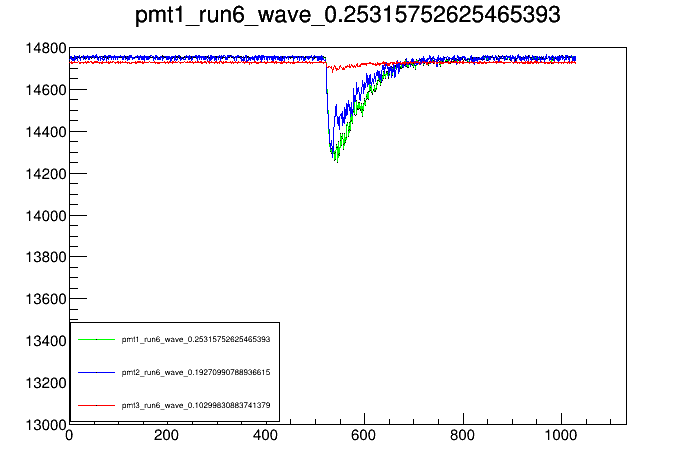 pmt1_run6_wave_0.25315752625465393
14800
14600
14400
14200
14000
13800
13600
13400
13200
13000
pmt1_run6_wave_0.25315752625465393
pmt2_run6_wave_0.19270990788936615
pmt3_run6_wave_0.10299830883741379
0 200 400 600 800 1000